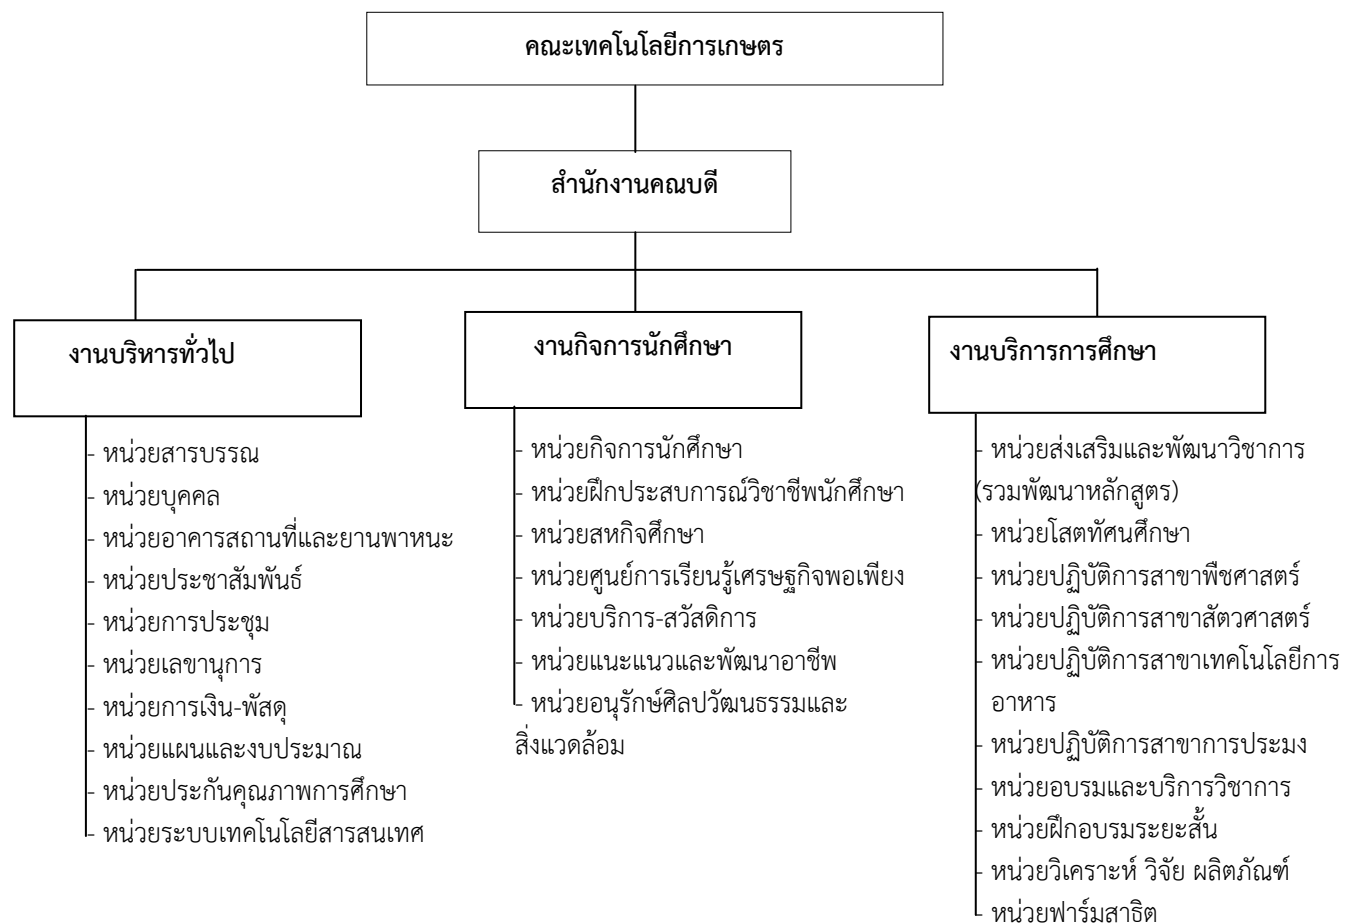 คณะเทคโนโลยีการเกษตร
สำนักงานคณบดี
งานบริหารทั่วไป
- หน่วยสารบรรณ
- หน่วยบุคคล
- หน่วยอาคารสถานที่และยานพาหนะ
- หน่วยประชาสัมพันธ์
- หน่วยการประชุม
- หน่วยเลขานุการ
- หน่วยการเงิน-พัสดุ
- หน่วยแผนและงบประมาณ
- หน่วยประกันคุณภาพการศึกษา
- หน่วยระบบเทคโนโลยีสารสนเทศ
งานกิจการนักศึกษา
- หน่วยกิจการนักศึกษา
- หน่วยฝึกประสบการณ์วิชาชีพนักศึกษา
- หน่วยสหกิจศึกษา
- หน่วยศูนย์การเรียนรู้เศรษฐกิจพอเพียง
- หน่วยบริการ-สวัสดิการ
- หน่วยแนะแนวและพัฒนาอาชีพ
- หน่วยอนุรักษ์ศิลปวัฒนธรรมและ
สิ่งแวดล้อม
งานบริการการศึกษา
- หน่วยส่งเสริมและพัฒนาวิชาการ
(รวมพัฒนาหลักสูตร)
- หน่วยโสตทัศนศึกษา
- หน่วยปฏิบัติการสาขาพืชศาสตร์
- หน่วยปฏิบัติการสาขาสัตวศาสตร์
- หน่วยปฏิบัติการสาขาเทคโนโลยีการ
อาหาร
- หน่วยปฏิบัติการสาขาการประมง
- หน่วยอบรมและบริการวิชาการ
- หน่วยฝึกอบรมระยะสั้น
- หน่วยวิเคราะห์ วิจัย ผลิตภัณฑ์
- หน่วยฟาร์มสาธิต